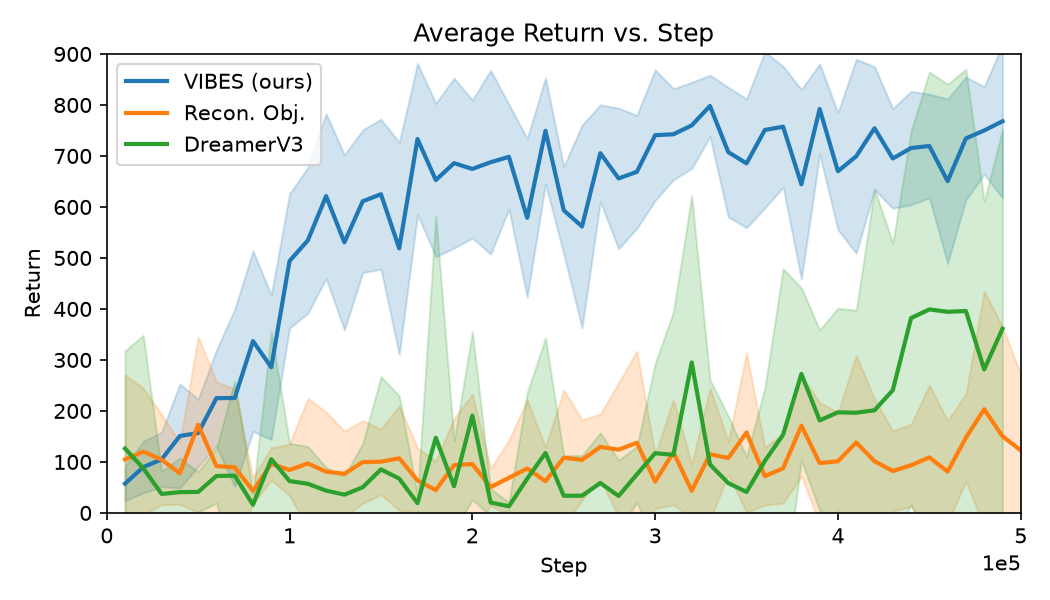 Average Return vs. Step
900
800
700
600
500
400
300
200
100
0
Return
VIBES (ours)
Recon. Obj.
DreamerV3
0 1 2 3 4 5
1e5
Step